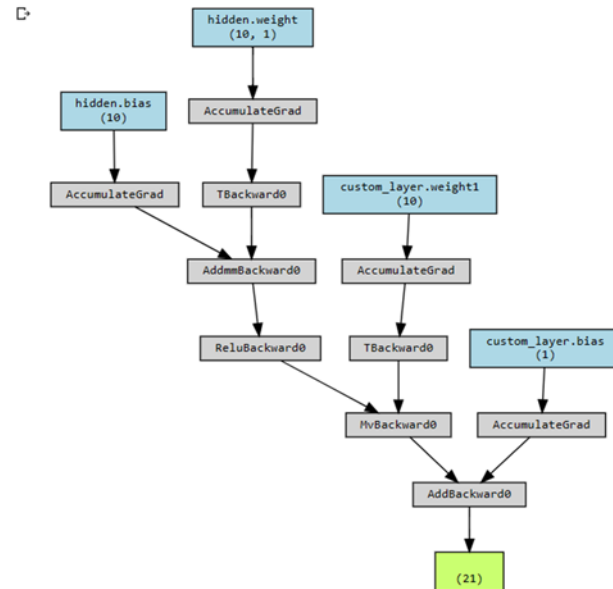 hidden.weight
(10, 1)
hidden.bias
(10)
AccumulateGrad
AccumulateGrad
TBackward0
custom_layer.weight1
(10)
AddmmBackward0
AccumulateGrad
ReluBackward0
TBackward0
custom_layer.bias
(1)
MvBackward0
AccumulateGrad
AddBackward0
(21)